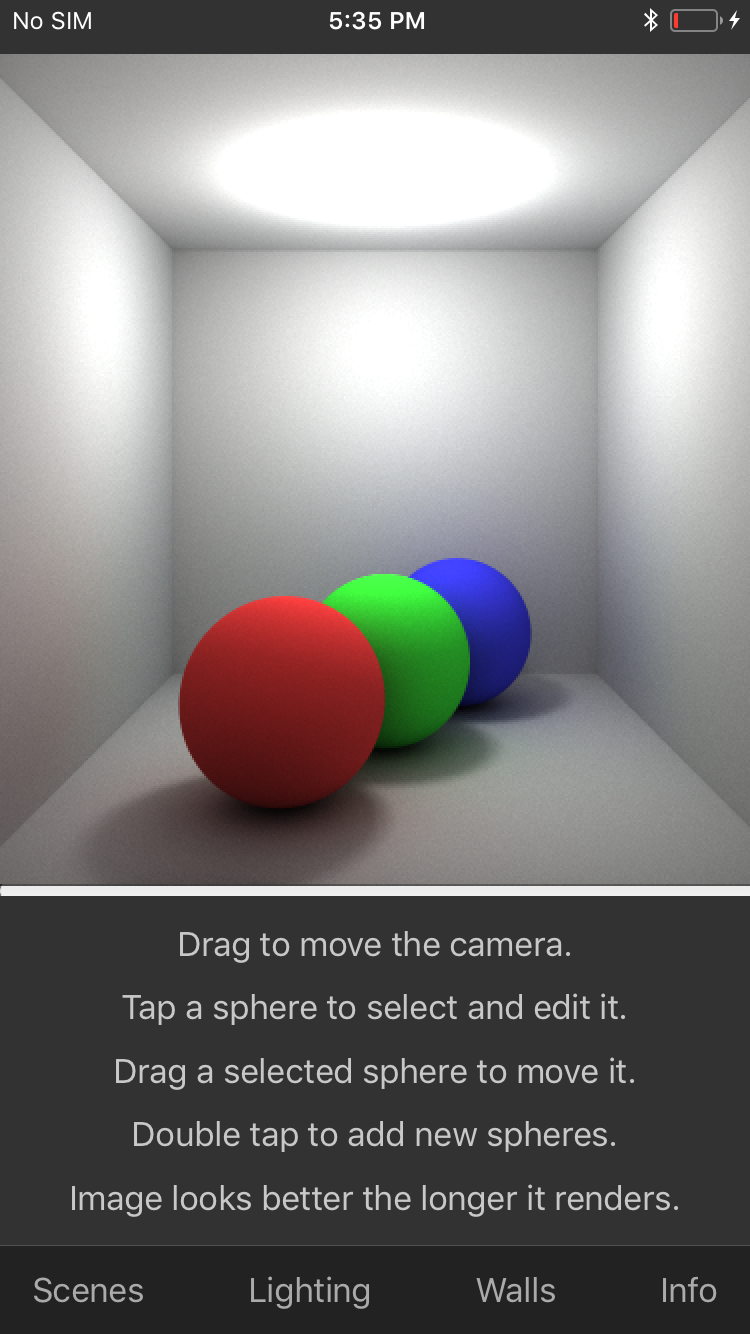 No SIM 5:35 PM
Drag to move the camera.
Tap a sphere to select and edit it.
Drag a selected sphere to move it.
Double tap to add new spheres.
Image looks better the longer it renders.
Scenes Lighting Walls Info